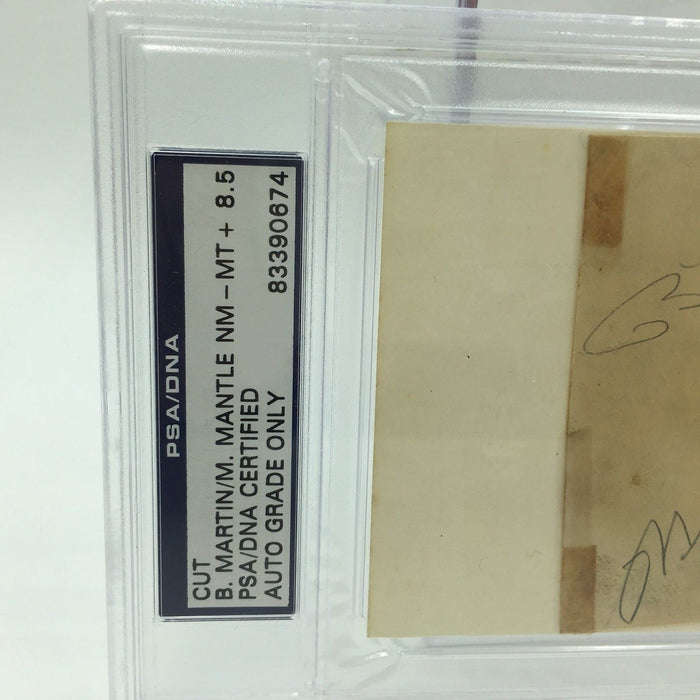 PSA/DNA
CUT
B. MARTIN/M. MANTLE NM-MT + 8.5
PSA/DNA CERTIFIED
AUTO GRADE ONLY 83390674